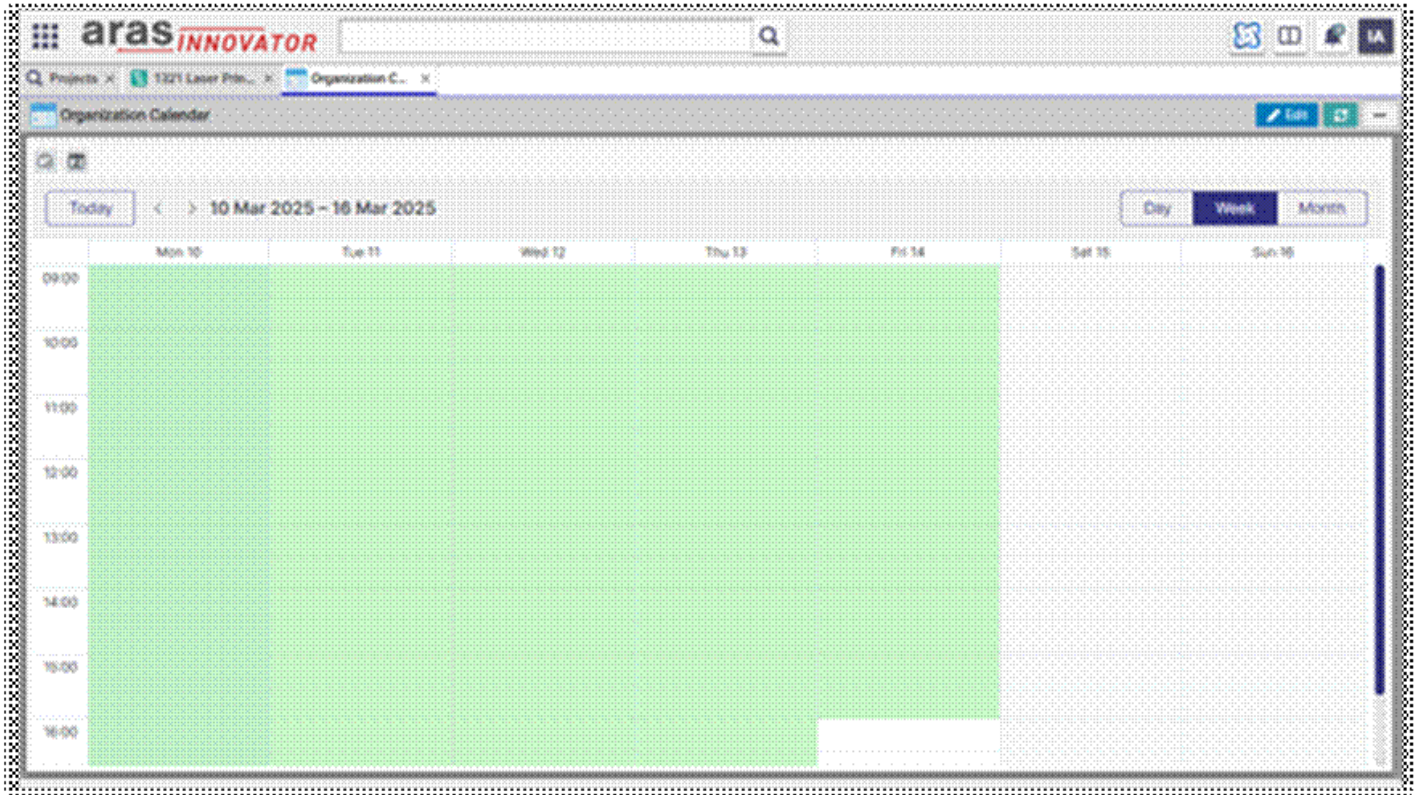 aras INNOVATOR IA
Projects × 1321 Laser Prin... × Organization C... ×
Organization Calendar Edit
Today < > 10 Mar 2025 – 16 Mar 2025 Day Week Month
Mon 10 Tue 11 Wed 12 Thu 13 Fri 14 Sat 15 Sun 16
09:00
10:00
11:00
12:00
13:00
14:00
15:00
16:00